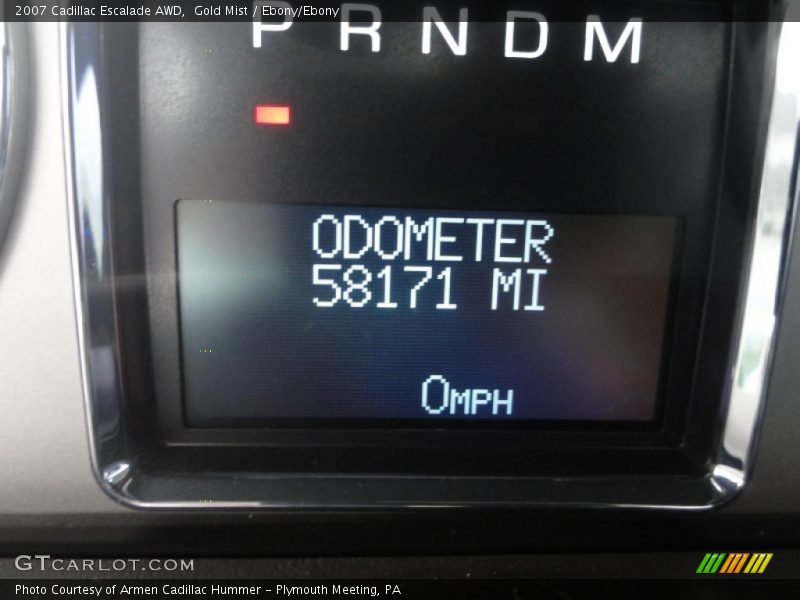 2007 Cadillac Escalade AWD, Gold Mist / Ebony/Ebony
P R N D M
ODOMETER
58171 MI
0MPH
GTCARLOT.COM
Photo Courtesy of Armen Cadillac Hummer - Plymouth Meeting, PA